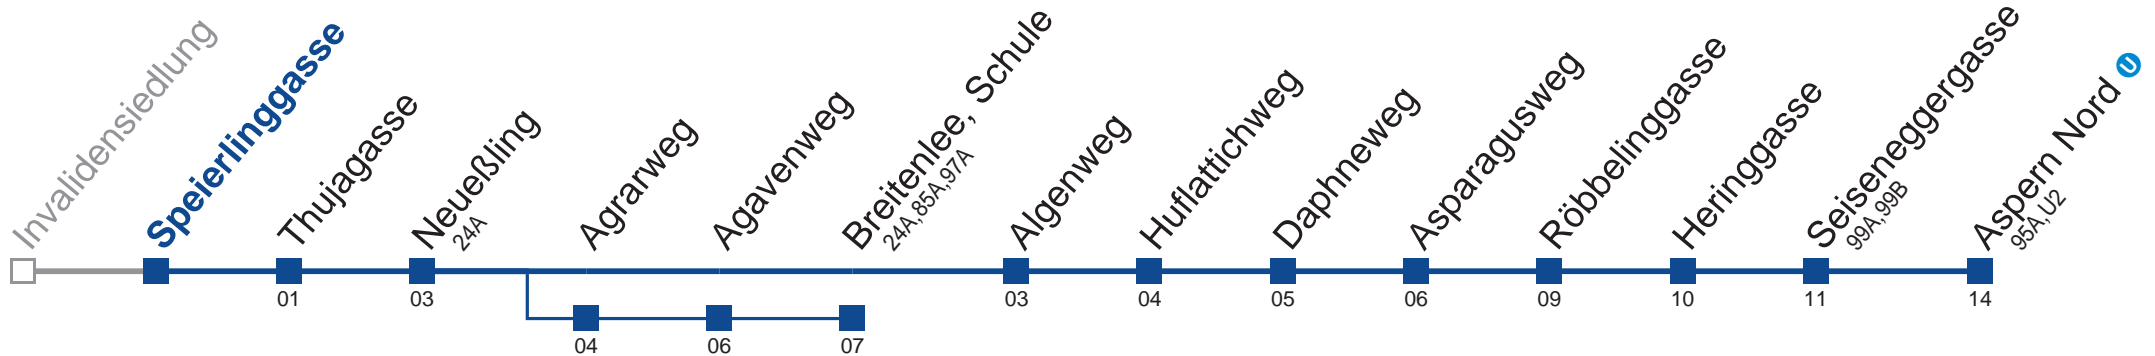 Invalidensiedlung
Speierlinggasse
Thujagasse
Neueßling
24A
Agrarweg
Agavenweg
Breitenlee, Schule
24A,85A,97A
Algenweg
Huflattichweg
Daphneweg
Asparagusweg
Röbbelinggasse
Heringgasse
Seiseneggergasse
99A,99B
Aspern Nord U
95A,U2
01 03 03 04 05 06 09 10 11 14
04 06 07